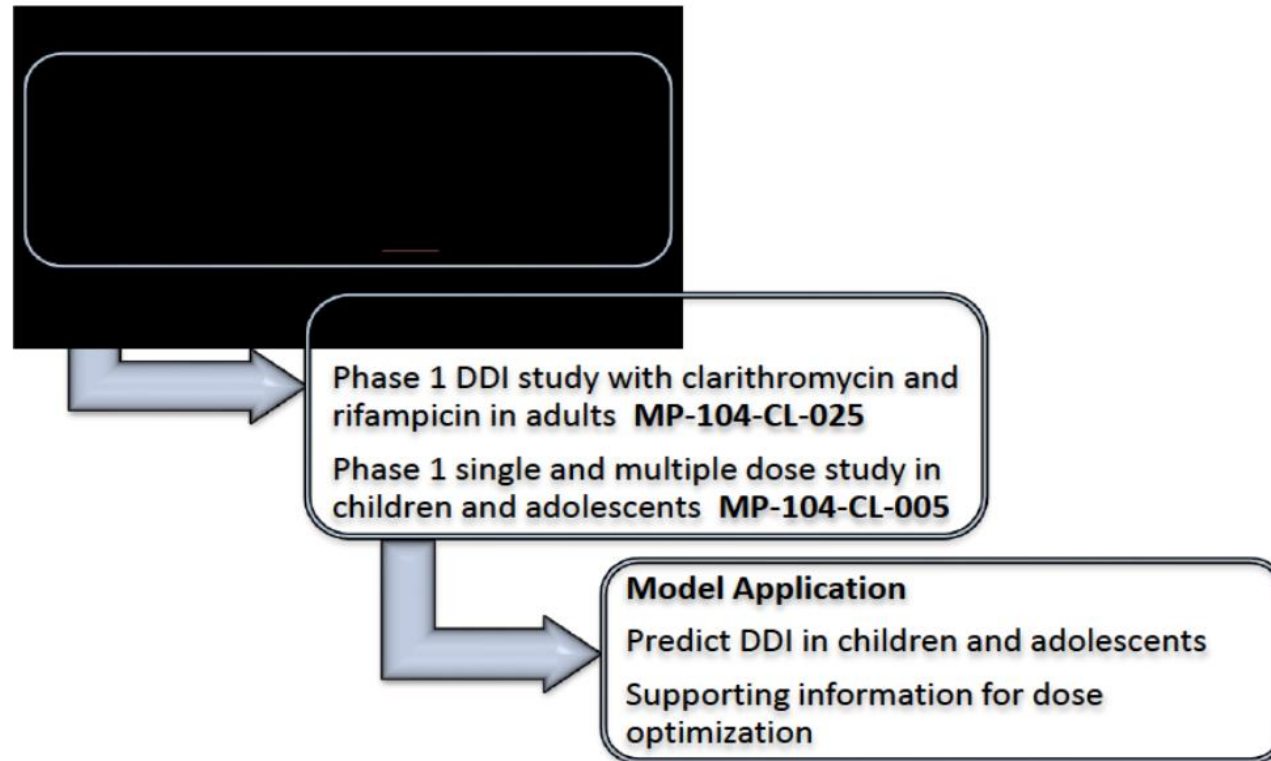 Phase 1 DDI study with clarithromycin and
rifampicin in adults MP-104-CL-025
Phase 1 single and multiple dose study in
children and adolescents MP-104-CL-005
Model Application
Predict DDI in children and adolescents
Supporting information for dose
optimization